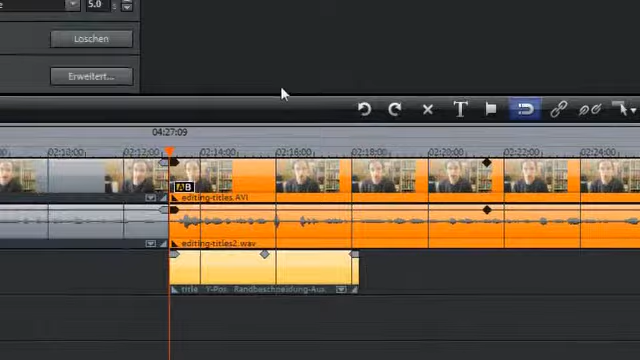 5.0 s
Löschen
Erweitert...
T
04:27:09
02:10:00 02:12:00 02:14:00 02:16:00 02:18:00 02:20:00 02:22:00 02:24:00
AB
editing-titles.AVI
editing-titles2.wav
title Y-Pos. Randbeschneidung-Aus.